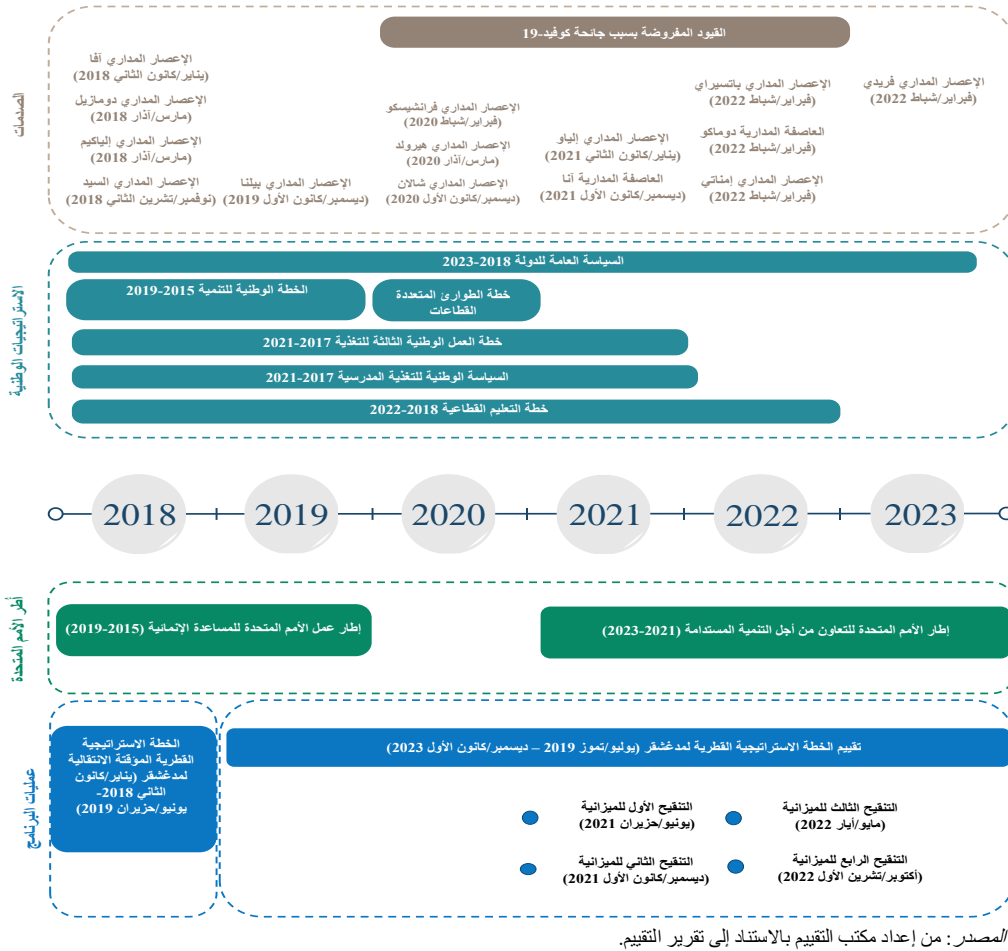 الصدمات
القيود المفروضة بسبب جائحة كوفيد-19
الإعصار المداري آفا
(يناير/كانون الثاني 2018)
الإعصار المداري دومازيل
(مارس/آذار 2018)
الإعصار المداري إلياكيم
(مارس/آذار 2018)
الإعصار المداري السيد
(نوفمبر/تشرين الثاني 2018)
الإعصار المداري بيلنا
(ديسمبر/كانون الأول 2019)
الإعصار المداري فرانشيسكو
(فبراير/شباط 2020)
الإعصار المداري هيرولد
(مارس/آذار 2020)
الإعصار المداري شالان
(ديسمبر/كانون الأول 2020)
الإعصار المداري إلياو
(يناير/كانون الثاني 2021)
العاصفة المدارية آنا
(ديسمبر/كانون الأول 2021)
الإعصار المداري باتسيراي
(فبراير/شباط 2022)
العاصفة المدارية دوماكو
(فبراير/شباط 2022)
الإعصار المداري إمناتي
(فبراير/شباط 2022)
الإعصار المداري فريدي
(فبراير/شباط 2022)
الاستراتيجيات الوطنية
السياسة العامة للدولة 2018-2023
الخطة الوطنية للتنمية 2015-2019
خطة الطوارئ المتعددة
القطاعات
خطة العمل الوطنية الثالثة للتغذية 2017-2021
السياسة الوطنية للتغذية المدرسية 2017-2021
خطة التعليم القطاعية 2018-2022
2018 2019 2020 2021 2022 2023
أطر الأمم المتحدة
إطار عمل الأمم المتحدة للمساعدة الإنمائية (2015-2019)
إطار الأمم المتحدة للتعاون من أجل التنمية المستدامة (2021-2023)
عمليات البرنامج
الخطة الاستراتيجية
القطرية المؤقتة الانتقالية
لمدغشقر (يناير/كانون
الثاني 2018-
يونيو/حزيران 2019)
تقييم الخطة الاستراتيجية القطرية لمدغشقر (يوليو/تموز 2019 – ديسمبر/كانون الأول 2023)
التنقيح الأول للميزانية
(يونيو/حزيران 2021)
التنقيح الثاني للميزانية
(ديسمبر/كانون الأول 2021)
التنقيح الثالث للميزانية
(مايو/أيار 2022)
التنقيح الرابع للميزانية
(أكتوبر/تشرين الأول 2022)
المصدر: من إعداد مكتب التقييم بالاستناد إلى تقرير التقييم.